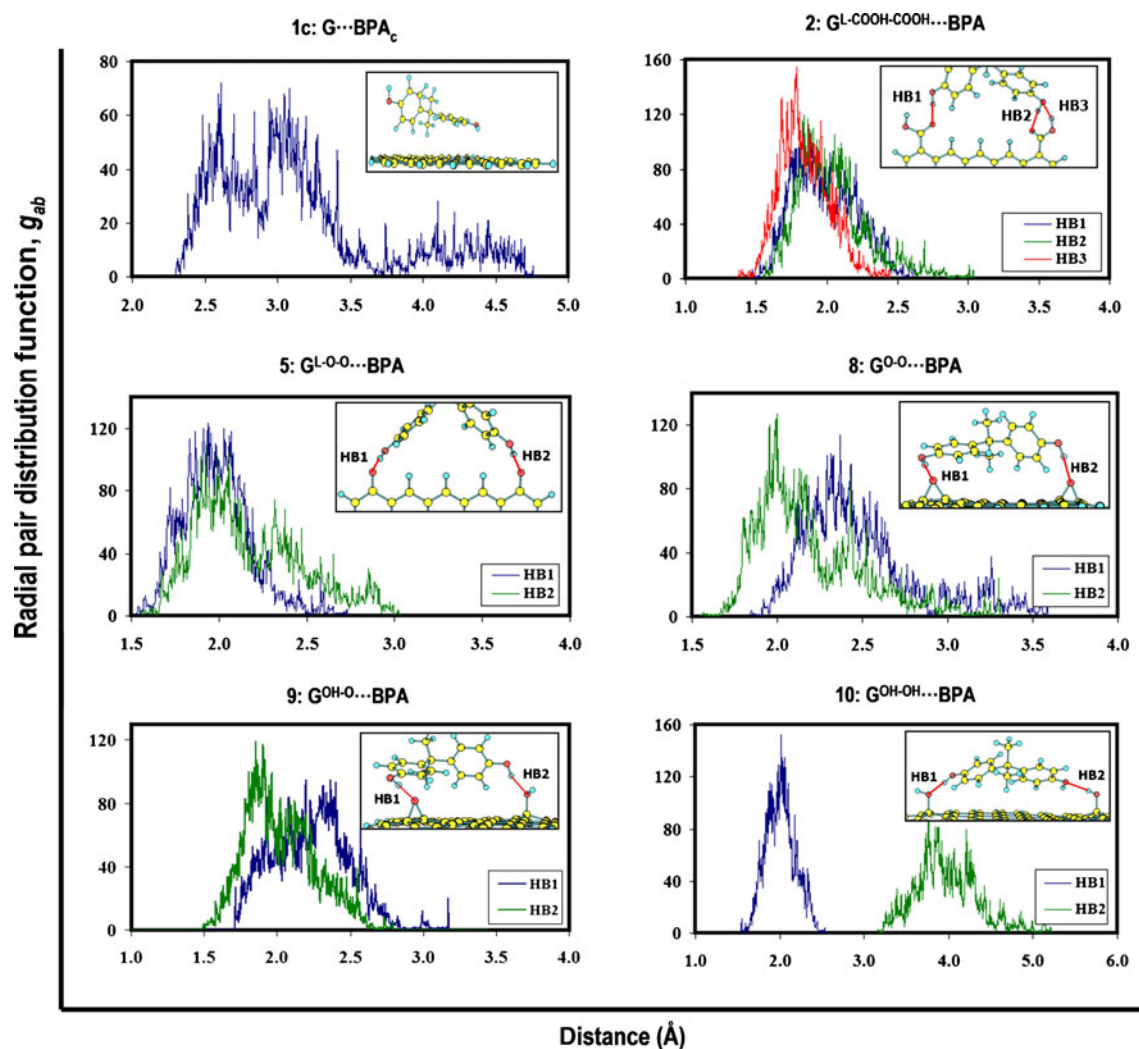 Radial pair distribution function, gab
1c: G···BPAc
80
60
40
20
0
2.0 2.5 3.0 3.5 4.0 4.5 5.0
2: GL-COOH-COOH···BPA
160
120
80
40
0
HB1
HB2
HB3
HB1
HB2
HB3
1.0 1.5 2.0 2.5 3.0 3.5 4.0
5: GL-O-O···BPA
120
80
40
0
HB1
HB2
HB1
HB2
1.5 2.0 2.5 3.0 3.5 4.0
8: GO-O···BPA
120
80
40
0
HB1
HB2
HB1
HB2
1.5 2.0 2.5 3.0 3.5 4.0
9: GOH-O···BPA
120
80
40
0
HB1
HB2
HB1
HB2
1.0 1.5 2.0 2.5 3.0 3.5 4.0
10: GOH-OH···BPA
160
120
80
40
0
HB1
HB2
HB1
HB2
1.0 2.0 3.0 4.0 5.0 6.0
Distance (Å)